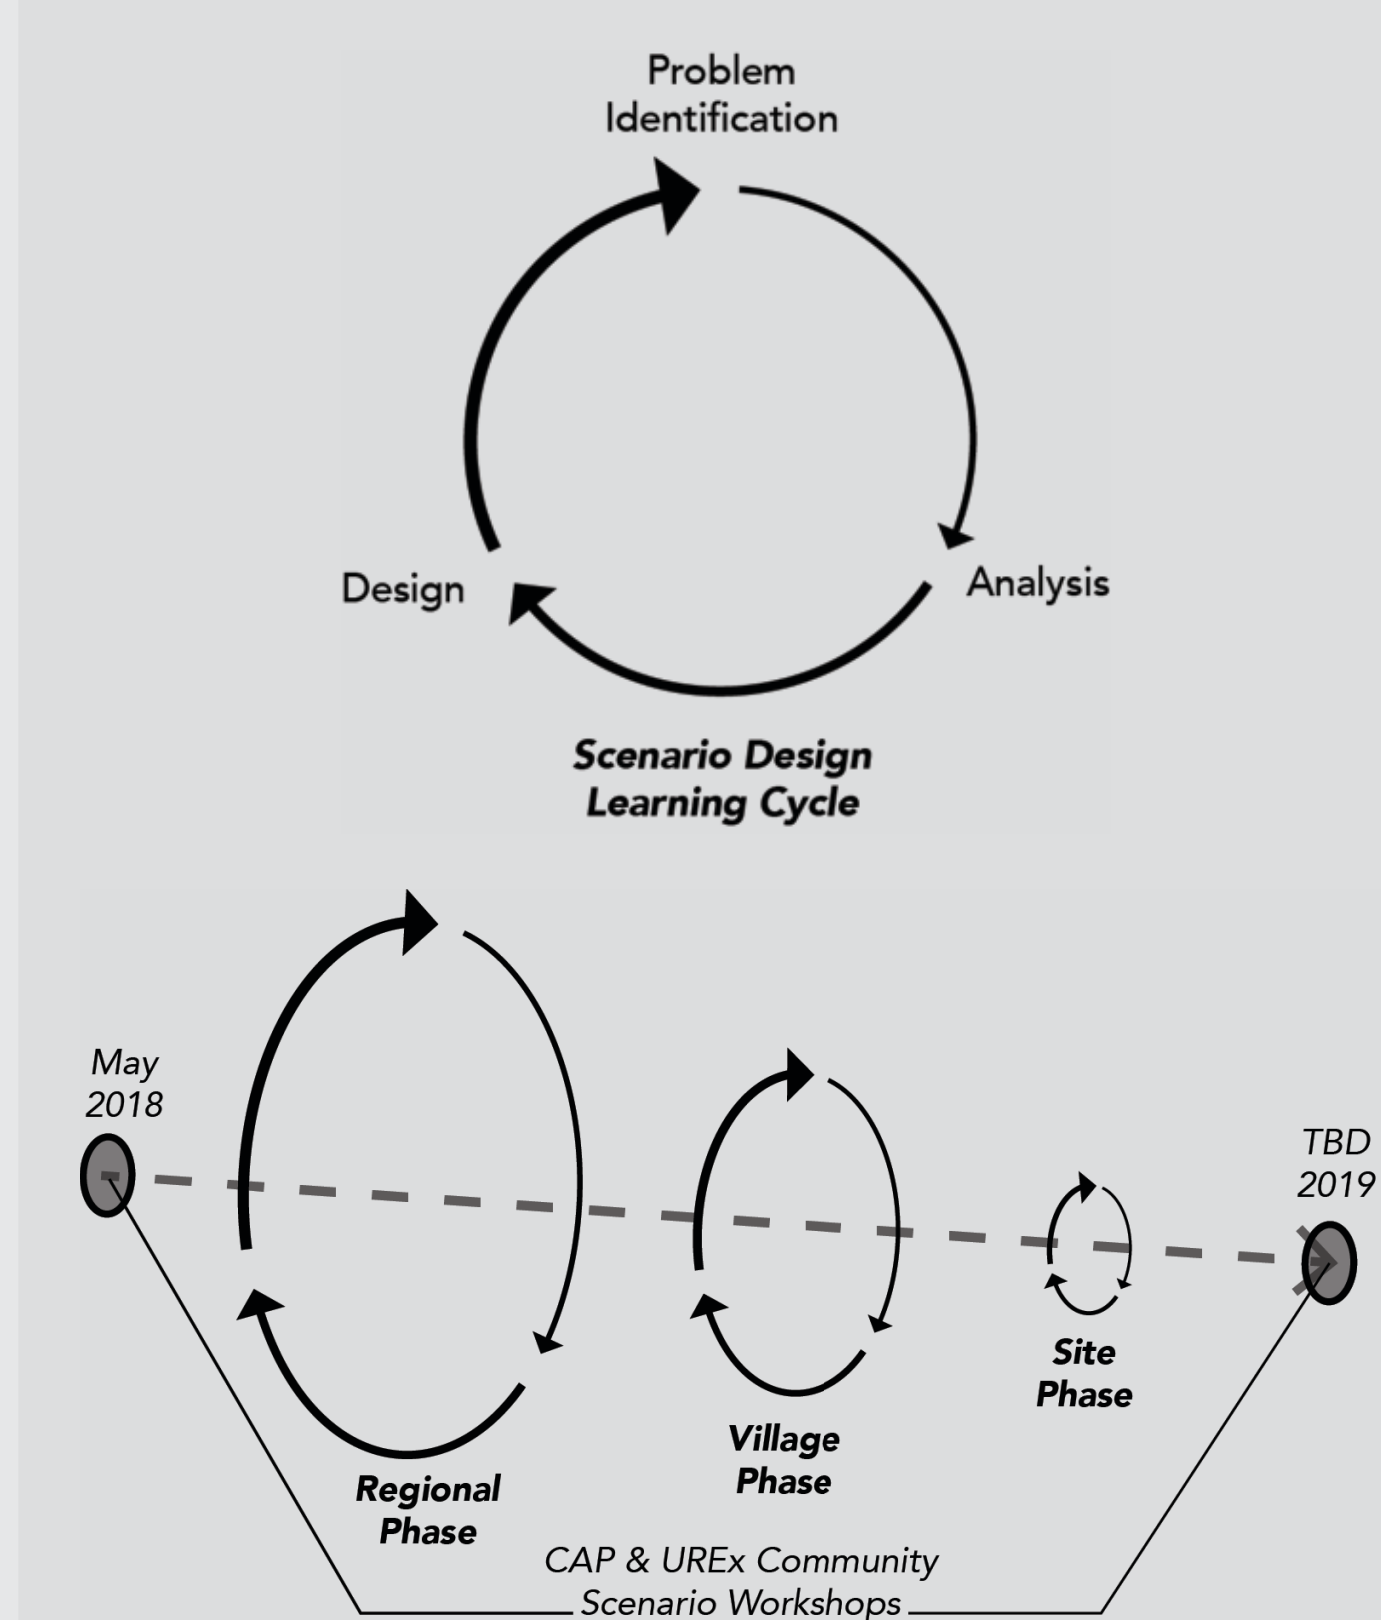 Problem
Identification
Design
Analysis
Scenario Design
Learning Cycle
May
2018
TBD
2019
Site
Phase
Village
Phase
Regional
Phase
CAP & UREx Community
Scenario Workshops